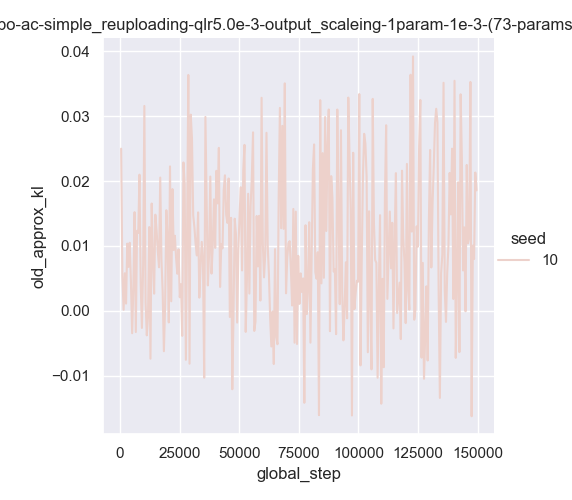 po-ac-simple_reuploading-qlr5.0e-3-output_scaleing-1param-1e-3-(73-params
0.04
0.03
0.02
0.01
0.00
−0.01
old_approx_kl
0 25000 50000 75000 100000 125000 150000
global_step
seed
10